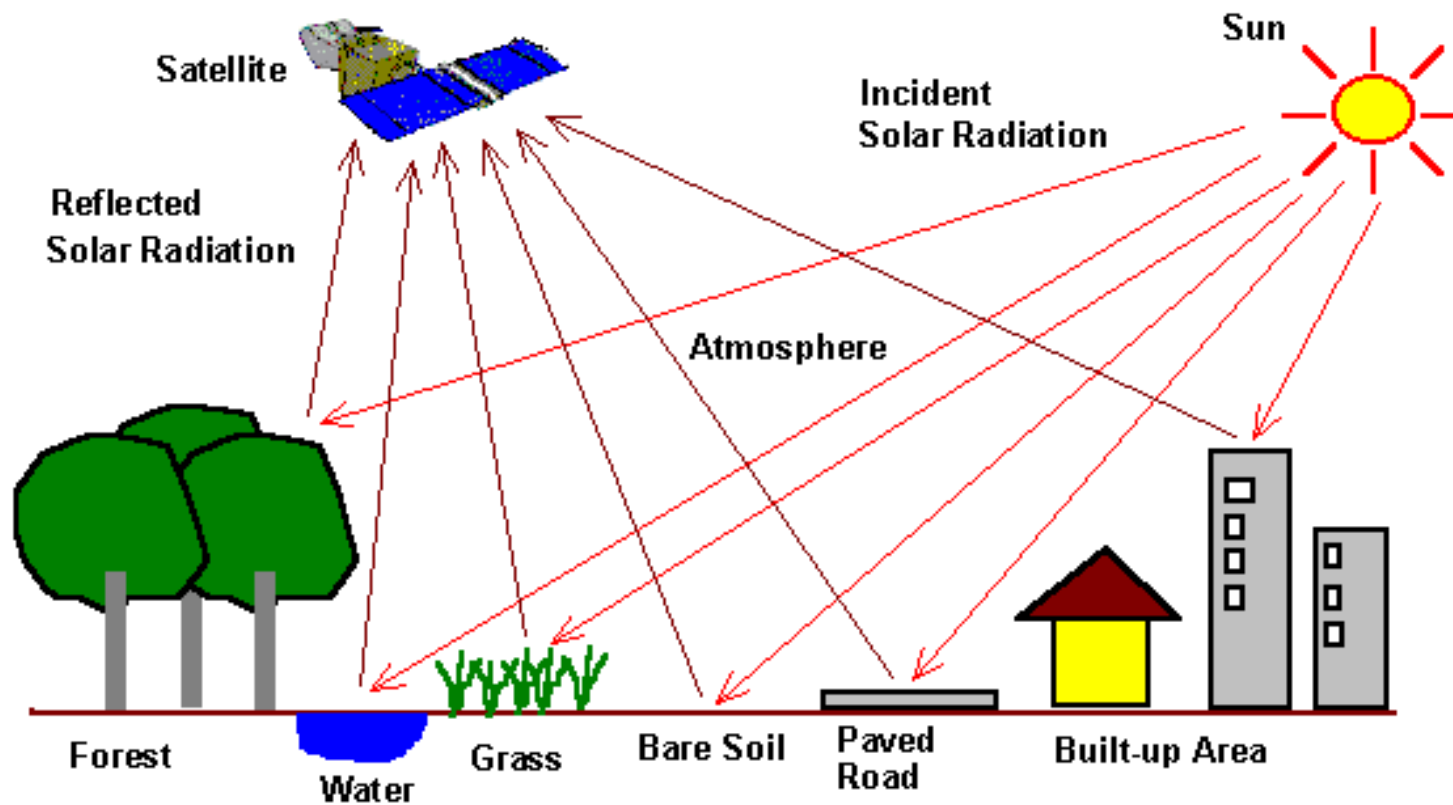 Sun
Satellite
Incident
Solar Radiation
Reflected
Solar Radiation
Atmosphere
Forest
Water
Grass
Bare Soil
Paved
Road
Built-up Area